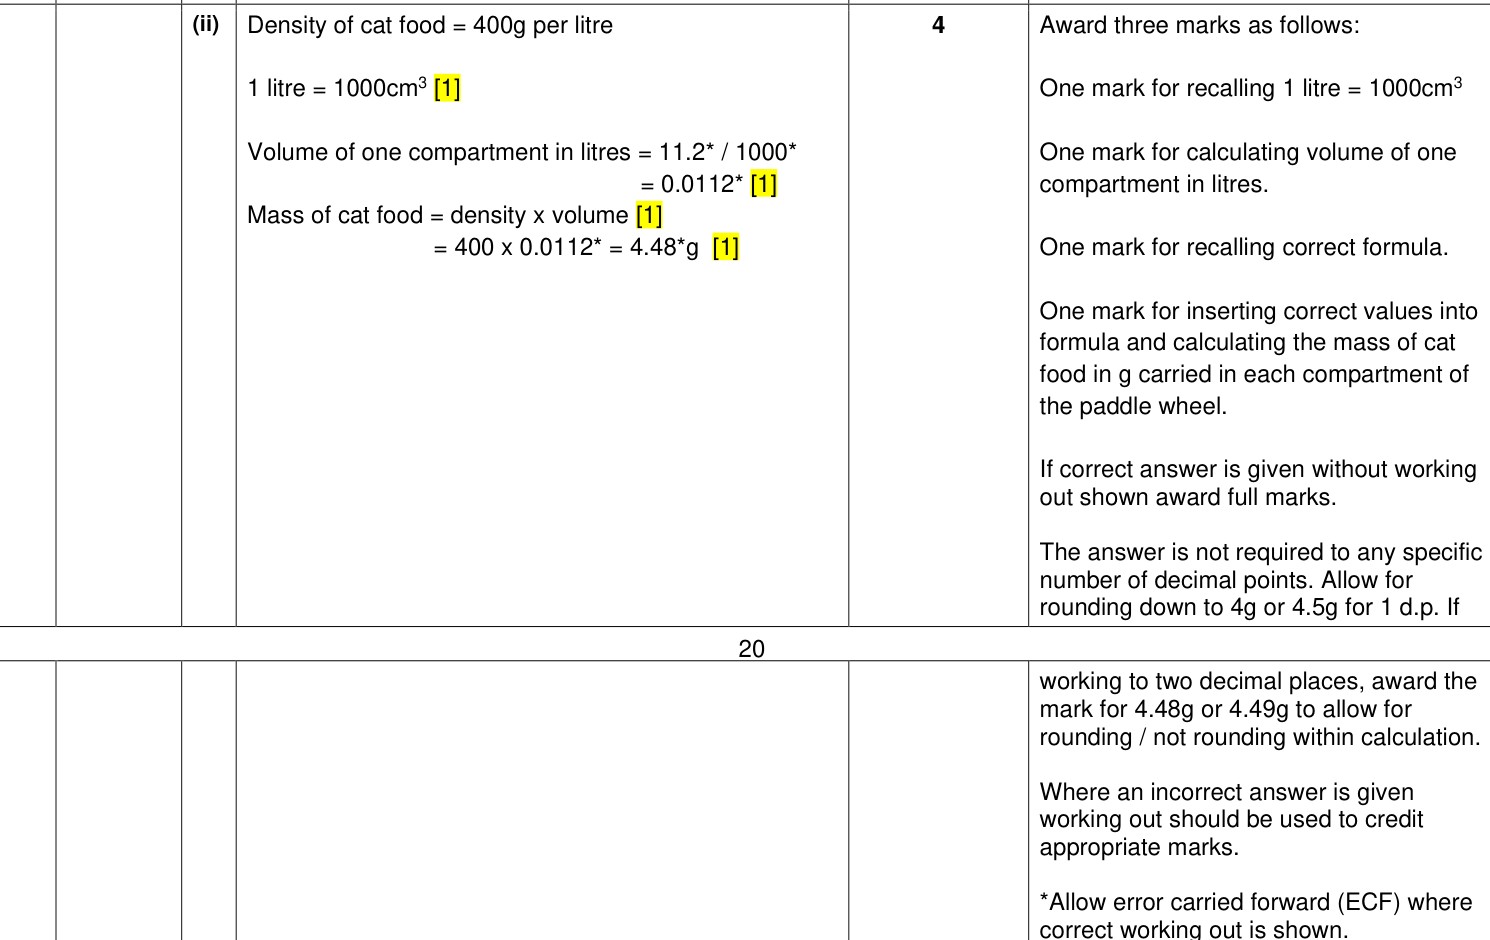 (ii)
Density of cat food = 400g per litre
1 litre = 1000cm³ [1]
Volume of one compartment in litres = 11.2* / 1000*
= 0.0112* [1]
Mass of cat food = density x volume [1]
= 400 x 0.0112* = 4.48*g [1]
4
Award three marks as follows:
One mark for recalling 1 litre = 1000cm³
One mark for calculating volume of one
compartment in litres.
One mark for recalling correct formula.
One mark for inserting correct values into
formula and calculating the mass of cat
food in g carried in each compartment of
the paddle wheel.
If correct answer is given without working
out shown award full marks.
The answer is not required to any specific
number of decimal points. Allow for
rounding down to 4g or 4.5g for 1 d.p. If
20
working to two decimal places, award the
mark for 4.48g or 4.49g to allow for
rounding / not rounding within calculation.
Where an incorrect answer is given
working out should be used to credit
appropriate marks.
*Allow error carried forward (ECF) where
correct working out is shown.